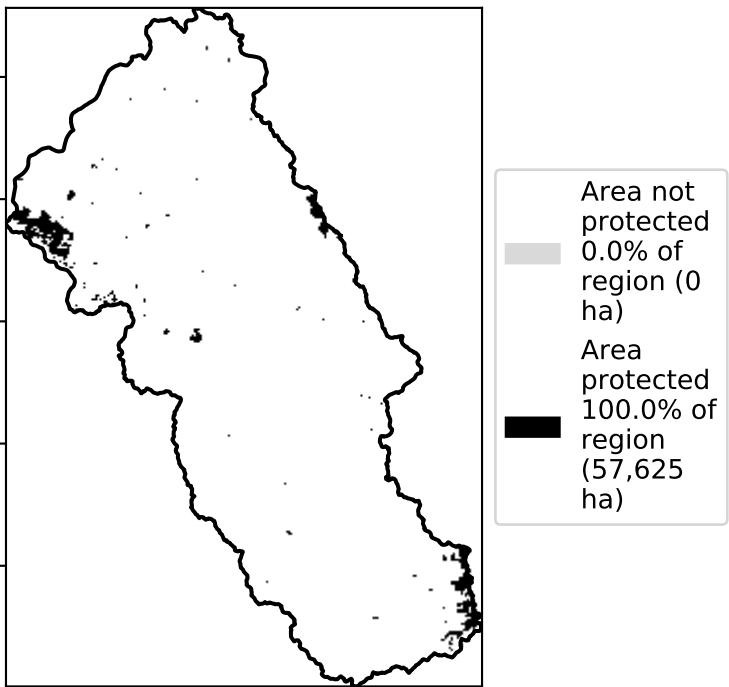 Area not
protected
0.0% of
region (0
ha)
Area
protected
100.0% of
region
(57,625
ha)